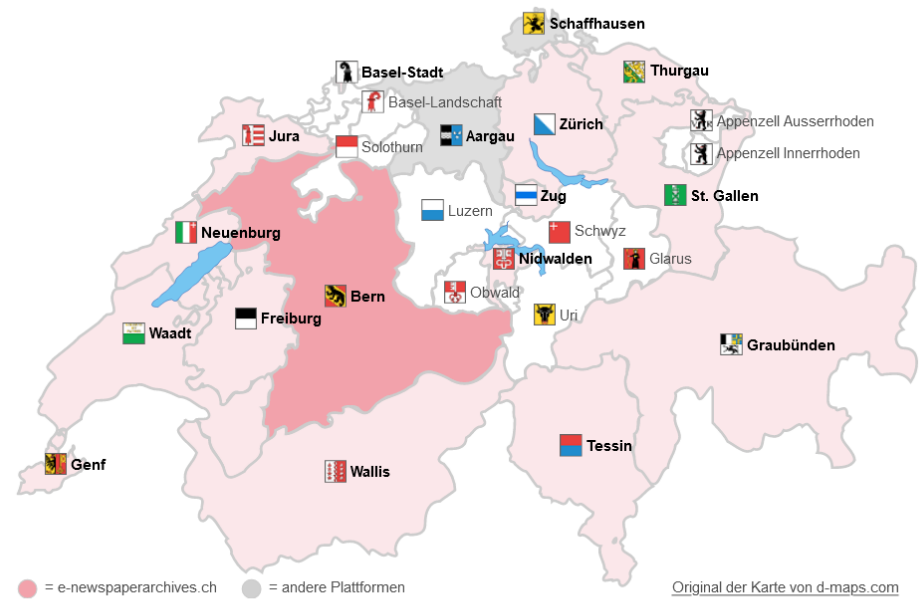 Schaffhausen
Basel-Stadt
Thurgau
Basel-Landschaft
Jura
Aargau
Zürich
Appenzell Ausserrhoden
Solothurn
Appenzell Innerrhoden
Zug
St. Gallen
Luzern
Neuenburg
Schwyz
Nidwalden
Glarus
Obwald
Bern
Freiburg
Uri
Waadt
Graubünden
Tessin
Genf
Wallis
= e-newspaperarchives.ch
= andere Plattformen
Original der Karte von d-maps.com